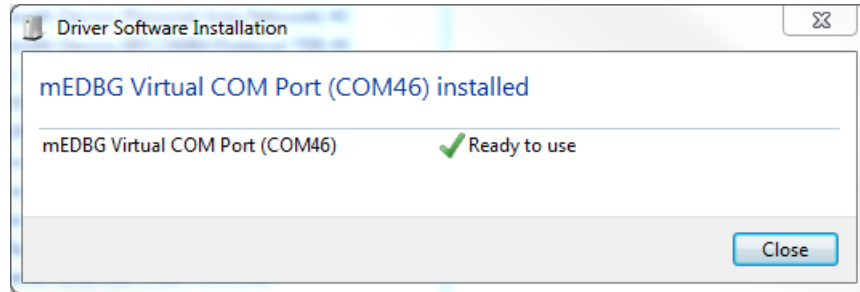 Driver Software Installation
mEDBG Virtual COM Port (COM46) installed
mEDBG Virtual COM Port (COM46) Ready to use
Close